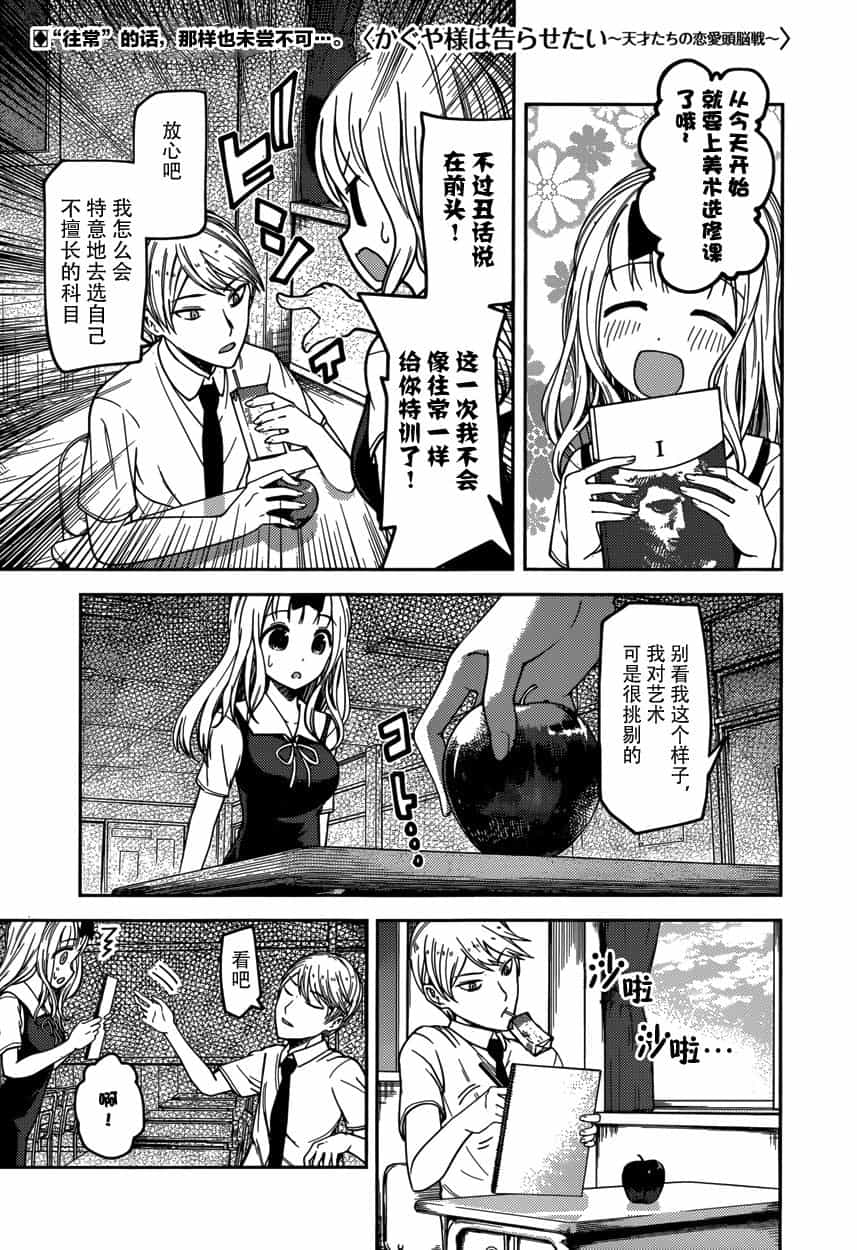 “往常”的话，那样也未尝不可…。
〈かぐや様は告らせたい～天才たちの恋愛頭脳戦～〉
从今天开始
就要上美术选修课
了哦~
I
不过丑话说
在前头！
这一次我不会
像往常一样
给你特训了！
ビシィッ
放心吧
我怎么会
特意地去选自己
不擅长的科目
别看我这个样子,
我对艺术
可是很挑剔的
コト。。。
沙啦
沙啦…
看吧
啊！